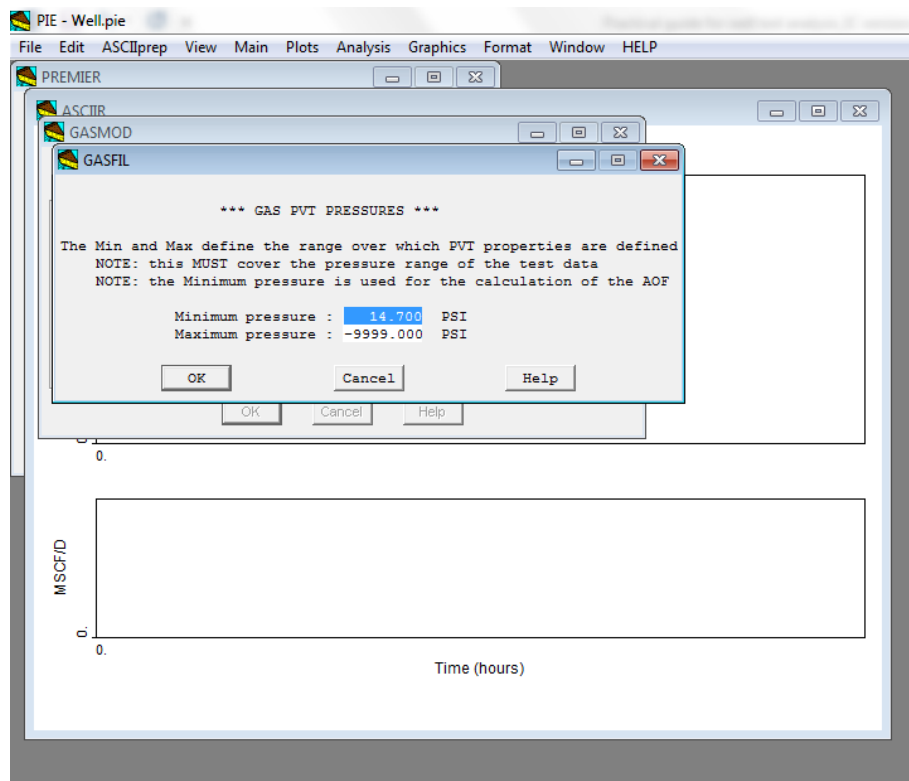 PIE - Well.pie
File Edit ASCIIprep View Main Plots Analysis Graphics Format Window HELP
PREMIER
ASCIIR
GASMOD
GASFIL
*** GAS PVT PRESSURES ***
The Min and Max define the range over which PVT properties are defined
NOTE: this MUST cover the pressure range of the test data
NOTE: the Minimum pressure is used for the calculation of the AOF
Minimum pressure : 14.700 PSI
Maximum pressure : -9999.000 PSI
OK Cancel Help
OK Cancel Help
0.
0.
MSCF/D
0.
0.
Time (hours)